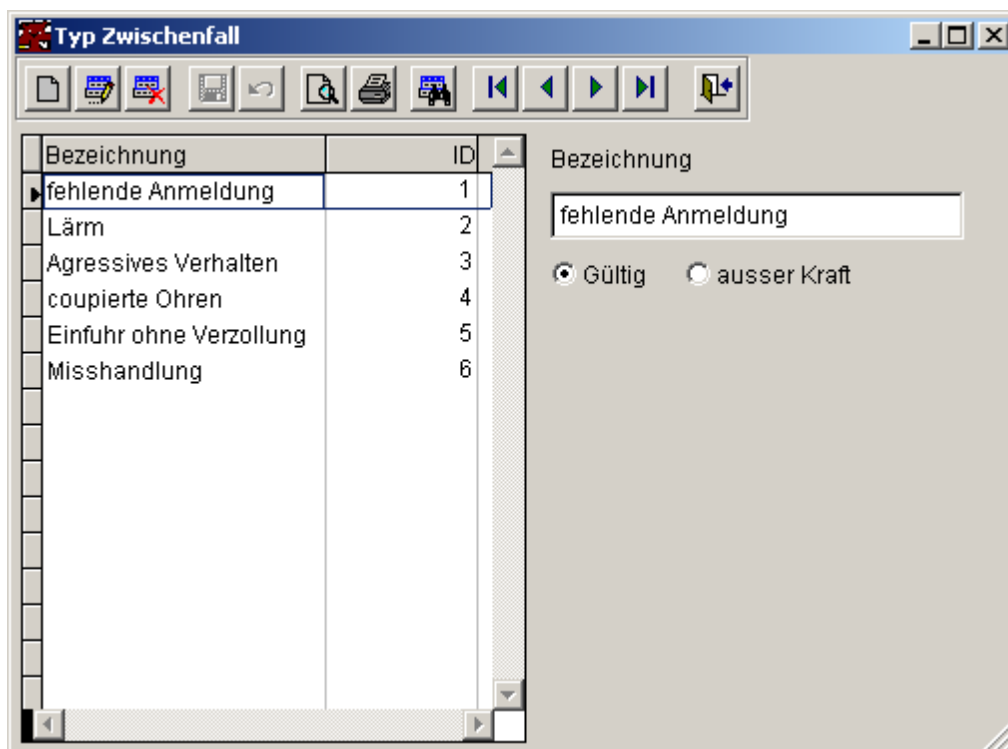 Typ Zwischenfall
Bezeichnung ID
fehlende Anmeldung 1
Lärm 2
Agressives Verhalten 3
coupierte Ohren 4
Einfuhr ohne Verzollung 5
Misshandlung 6
Bezeichnung
fehlende Anmeldung
Gültig ausser Kraft